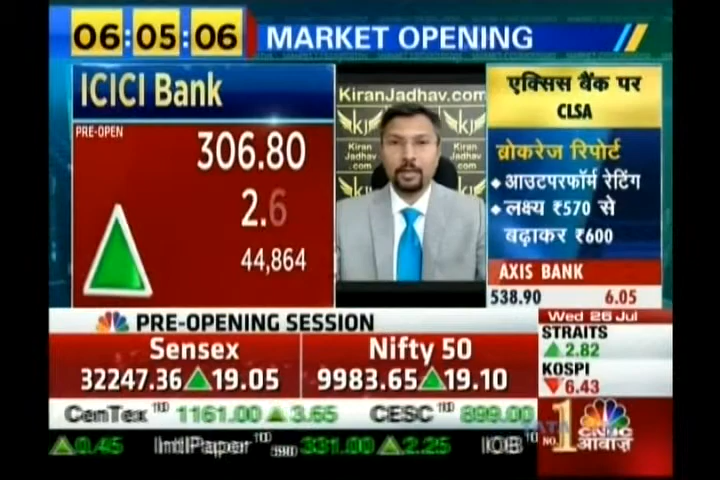 06:05:06 MARKET OPENING
ICICI Bank
PRE-OPEN
306.80
2.6
44,864
KiranJadhav.com
kj
kj
Kiran
Jadhav
.com
Kiran
Jadhav
.com
एक्सिस बैंक पर
CLSA
ब्रोकरेज रिपोर्ट
आउटपरफॉर्म रेटिंग
लक्ष्य ₹570 से
बढ़ाकर ₹600
AXIS BANK
538.90 6.05
PRE-OPENING SESSION
Sensex
32247.36 19.05
Nifty 50
9983.65 19.10
Wed 26 Jul
STRAITS
2.82
KOSPI
6.43
CenTex 1161.00 3.65 CESC 899.00
0.45 IntlPaper 331.00 2.25 IOB
NO. 1
CNBC
आवाज़